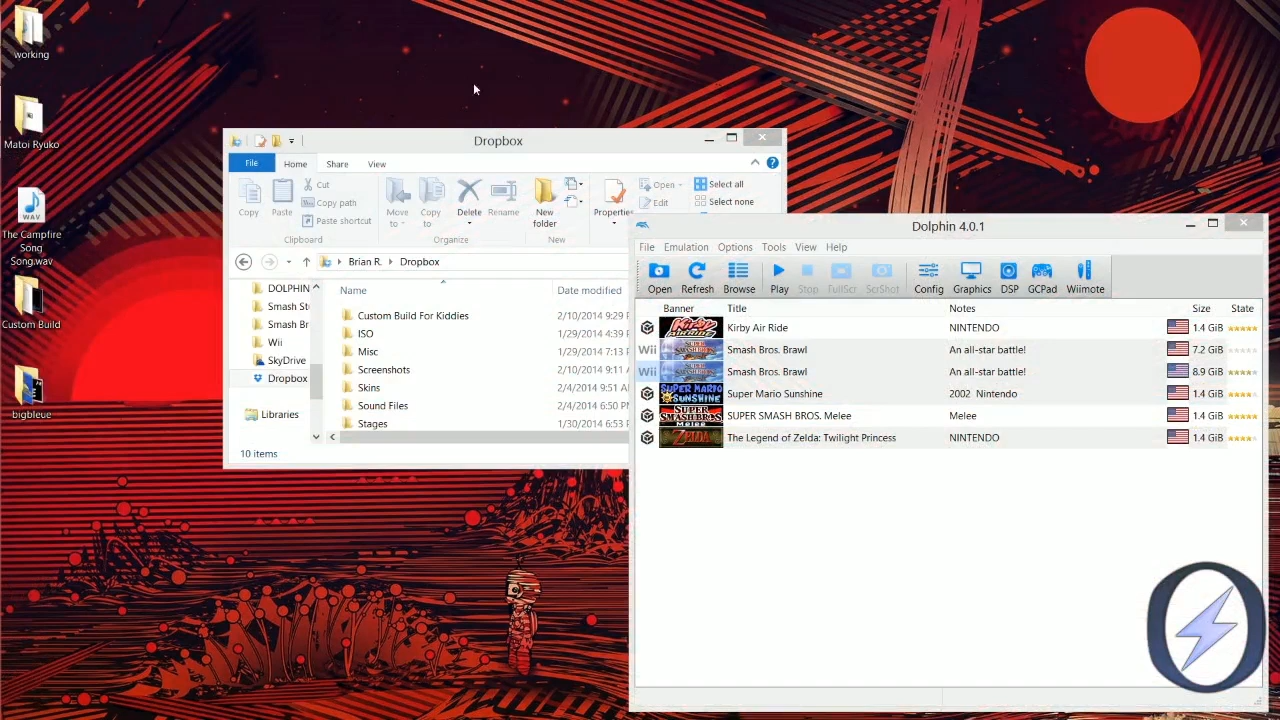 working
Matoi Ryuko
The Campfire
Song
Song.wav
Custom Build
bigbleue
Dropbox
File Home Share View
Copy
Paste
Cut
Copy path
Paste shortcut
Clipboard
Move
to
Copy
to
Delete
Rename
Organize
New
folder
New
Properties
Open
Edit
Select all
Select none
Brian R. Dropbox
DOLPHIN
Smash St
Smash Br
Wii
SkyDrive
Dropbox
Libraries
Name Date modified
Custom Build For Kiddies 2/10/2014 9:29 P
ISO 1/29/2014 4:39
Misc 1/29/2014 7:13
Screenshots 2/10/2014 9:11
Skins 2/4/2014 9:51 A
Sound Files 2/4/2014 6:50 P
Stages 1/30/2014 6:53
10 items
Dolphin 4.0.1
File Emulation Options Tools View Help
Open Refresh Browse Play Stop FullScr ScrShot Config Graphics DSP GCPad Wiimote
Banner Title Notes Size State
Kirby Air Ride NINTENDO 1.4 GiB
Wii Smash Bros. Brawl An all-star battle! 7.2 GiB
Wii Smash Bros. Brawl An all-star battle! 8.9 GiB
SUPER MARIO SUNSHINE Super Mario Sunshine 2002 Nintendo 1.4 GiB
SUPER SMASH BROS. Melee SUPER SMASH BROS. Melee Melee 1.4 GiB
ZELDA The Legend of Zelda: Twilight Princess NINTENDO 1.4 GiB